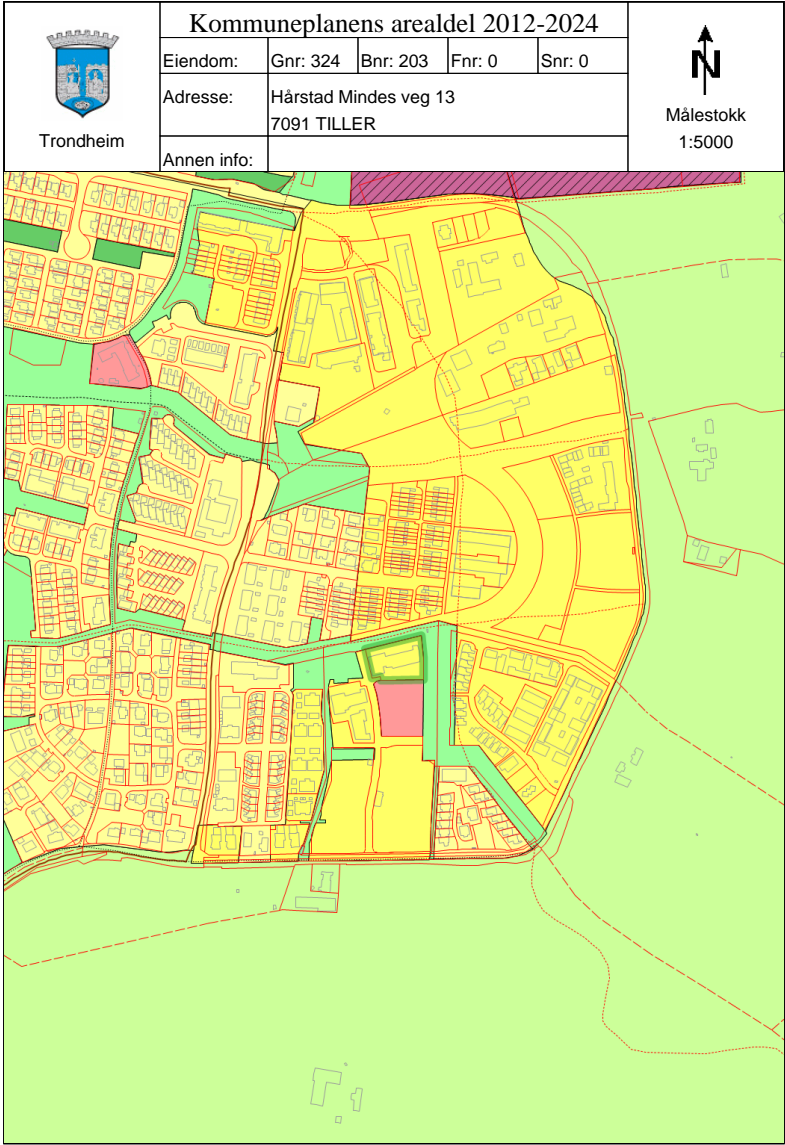 Kommuneplanens arealdel 2012-2024
Eiendom: Gnr: 324 Bnr: 203 Fnr: 0 Snr: 0
Adresse: Hårstad Mindes veg 13
7091 TILLER
Annen info:
Trondheim
N
Målestokk
1:5000